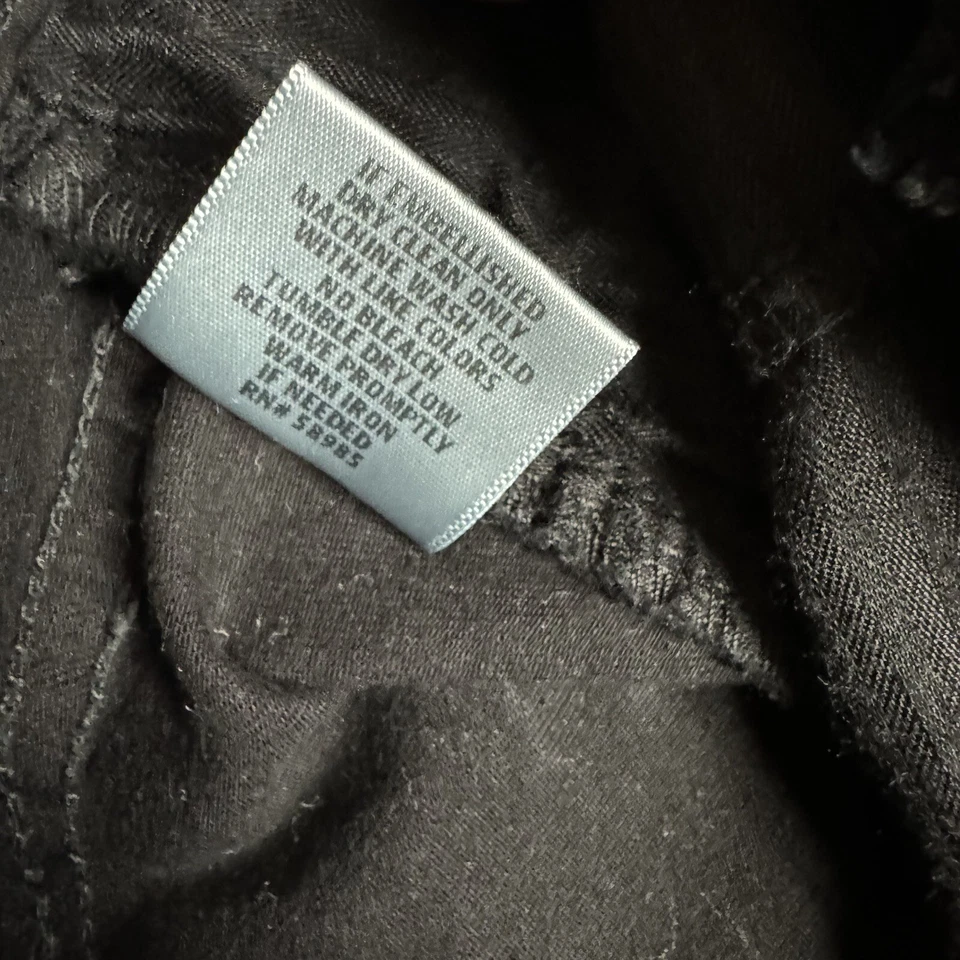 IF EMBELLISHED
DRY CLEAN ONLY
MACHINE WASH COLD
WITH LIKE COLORS
NO BLEACH
TUMBLE DRY LOW
REMOVE PROMPTLY
WARM IRON
IF NEEDED
RN# 58985